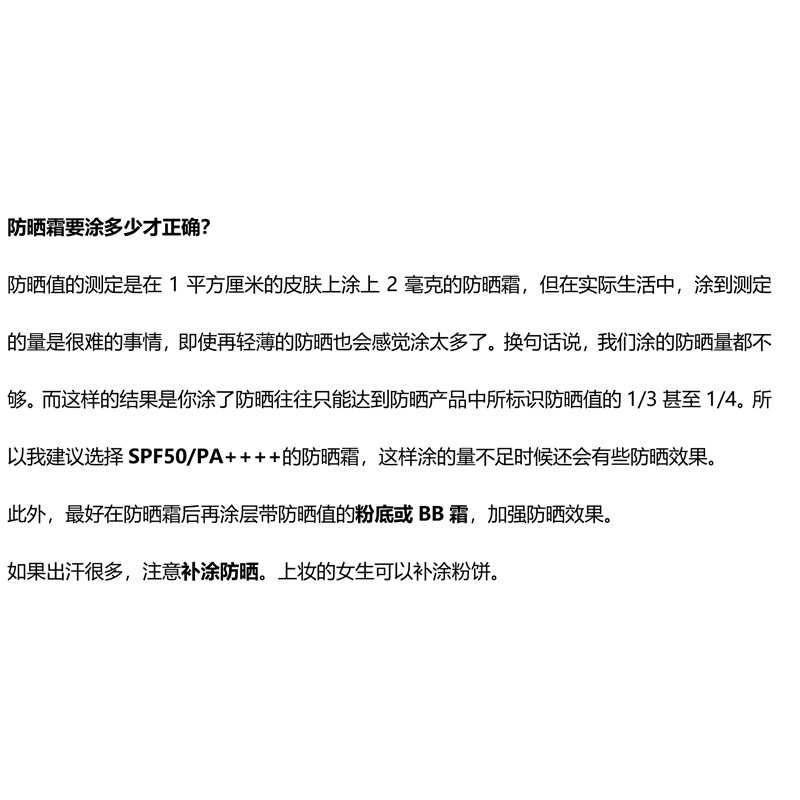 防晒霜要涂多少才正确？
防晒值的测定是在 1 平方厘米的皮肤上涂上 2 毫克的防晒霜，但在实际生活中，涂到测定
的量是很难的事情，即使再轻薄的防晒也会感觉涂太多了。换句话说，我们涂的防晒量都不
够。而这样的结果是你涂了防晒往往只能达到防晒产品中所标识防晒值的 1/3 甚至 1/4。所
以我建议选择 SPF50/PA++++的防晒霜，这样涂的量不足时候还会有些防晒效果。
此外，最好在防晒霜后再涂层带防晒值的粉底或 BB 霜，加强防晒效果。
如果出汗很多，注意补涂防晒。上妆的女生可以补涂粉饼。